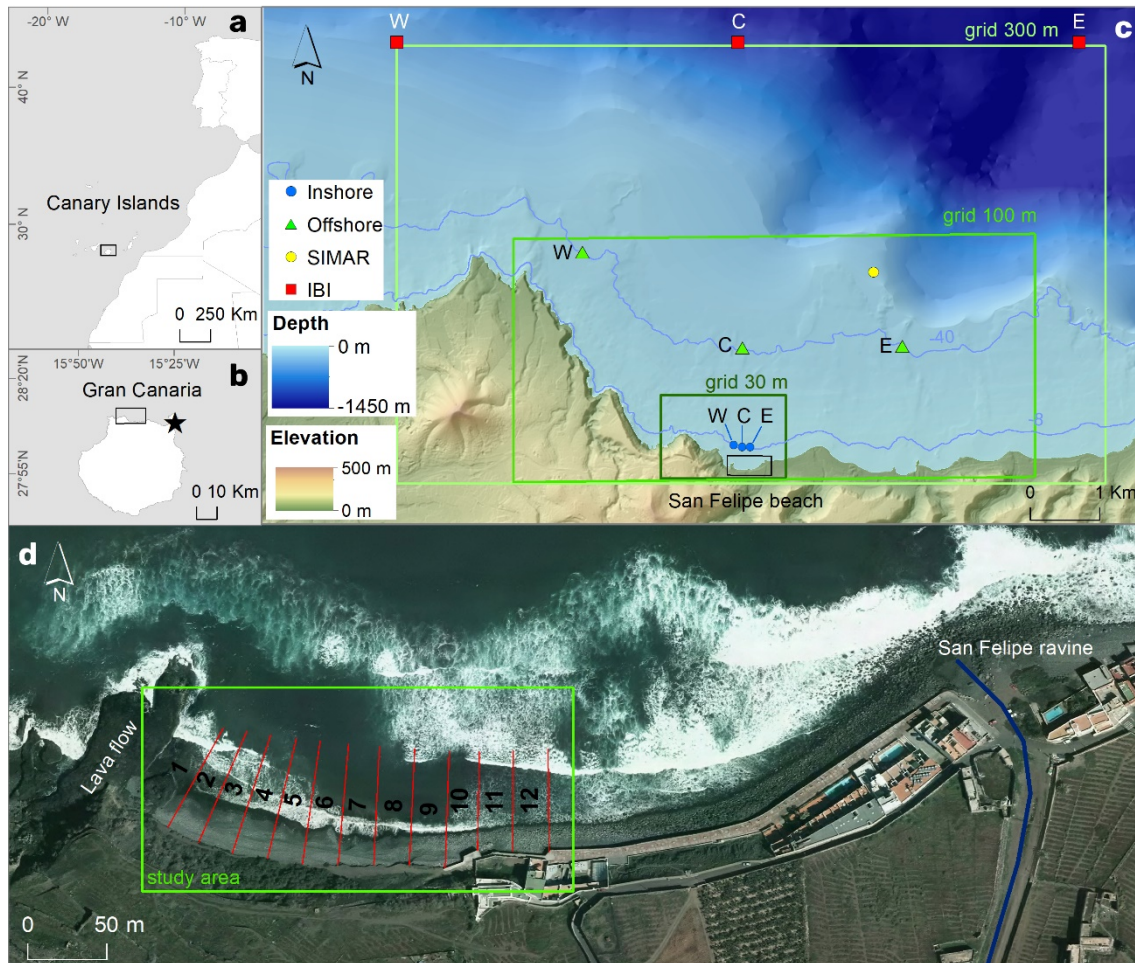 -20° W
-10° W
a
40° N
30° N
Canary Islands
0 250 Km
15°50'W
15°25'W
b
28°20'N
27°55'N
Gran Canaria
0 10 Km
W
C
E
c
grid 300 m
N
Inshore
Offshore
SIMAR
IBI
Depth
0 m
-1450 m
Elevation
500 m
0 m
grid 100 m
W
C
E
-40
grid 30 m
W C E
-8
San Felipe beach
0 1 Km
d
N
San Felipe ravine
Lava flow
1
2
3
4
5
6
7
8
9
10
11
12
study area
0 50 m